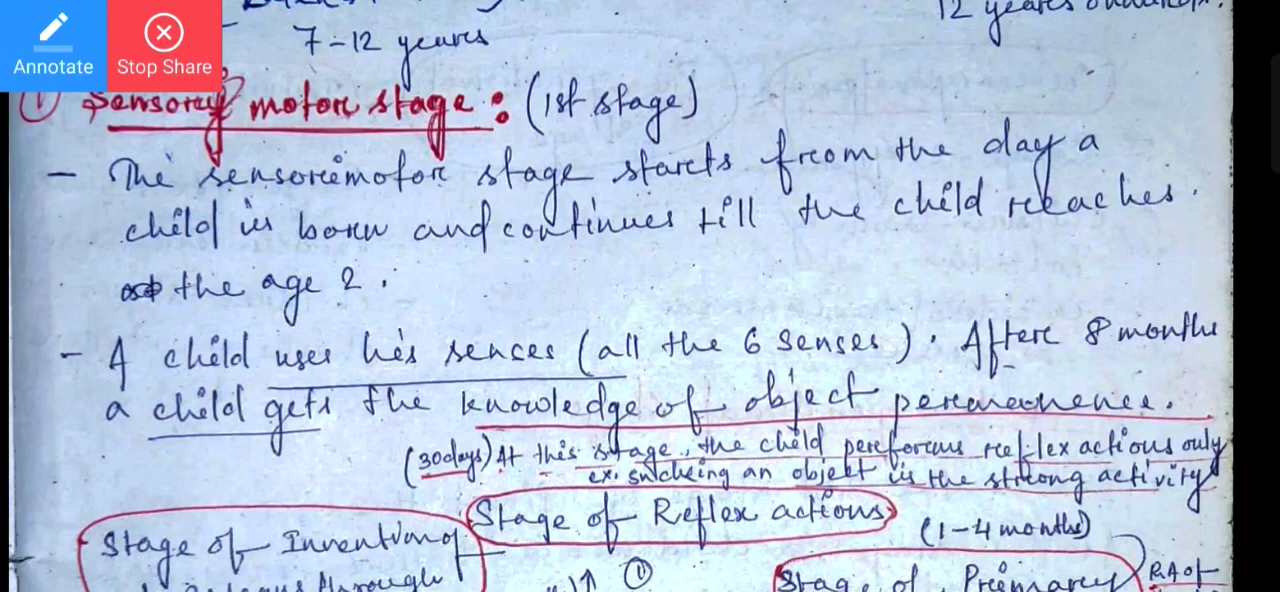 7-12 years
12 years
Annotate
Stop Share
① Sensory motor stage : (1st stage)
- The sensorimotor stage starts from the day a
child is born and continues till the child reaches.
the age 2.
- A child uses his sences (all the 6 senses). After 8 months
a child gets the knowledge of object permanence.
(30days) At this stage, the child performs reflex actions only
ex. sucking an object is the strong activity
Stage of Reflex actions
(1-4 months)
Stage of Invention of
through
①
Stage of Primary